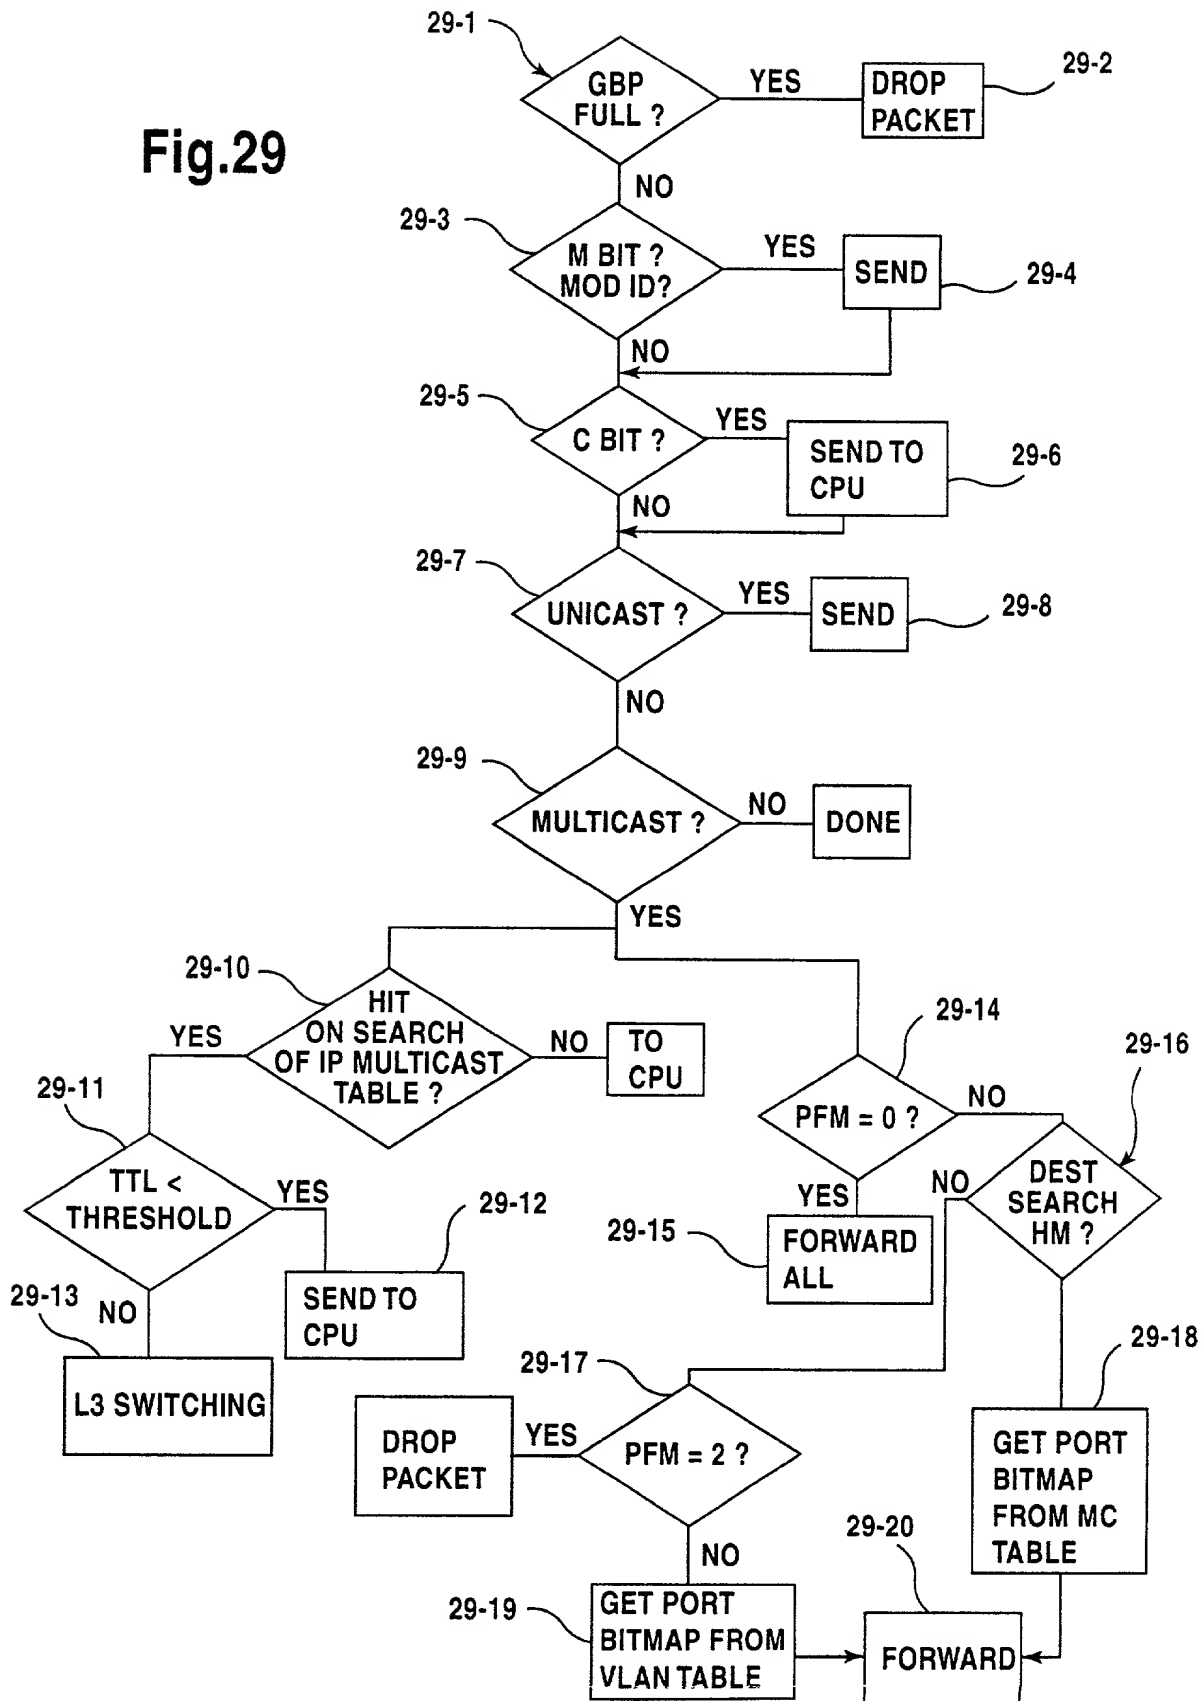 29-1
GBP
FULL ?
YES
DROP
PACKET
29-2
Fig.29
NO
29-3
M BIT ?
MOD ID?
YES
SEND
29-4
NO
29-5
C BIT ?
YES
SEND TO
CPU
29-6
NO
29-7
UNICAST ?
YES
SEND
29-8
NO
29-9
MULTICAST ?
NO
DONE
YES
29-10
HIT
ON SEARCH
OF IP MULTICAST
TABLE ?
YES
NO
TO
CPU
29-11
TTL <
THRESHOLD
YES
29-12
SEND TO
CPU
29-13
NO
L3 SWITCHING
29-14
PFM = 0 ?
NO
YES
29-15
FORWARD
ALL
29-16
DEST
SEARCH
HM ?
NO
29-17
PFM = 2 ?
YES
DROP
PACKET
NO
29-18
GET PORT
BITMAP
FROM MC
TABLE
29-19
GET PORT
BITMAP FROM
VLAN TABLE
29-20
FORWARD